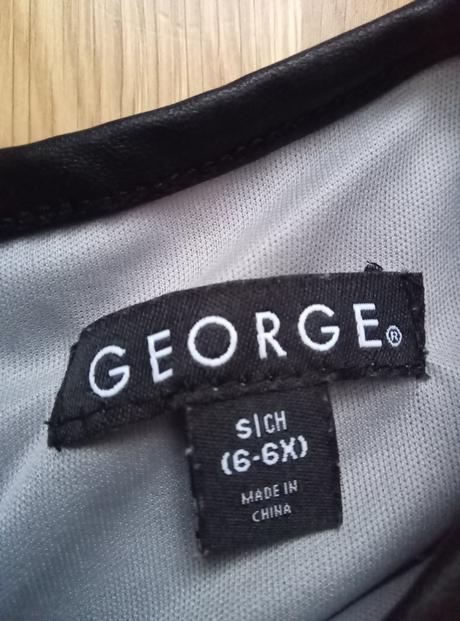 GEORGE®
S|CH
(6-6X)
MADE IN
CHINA